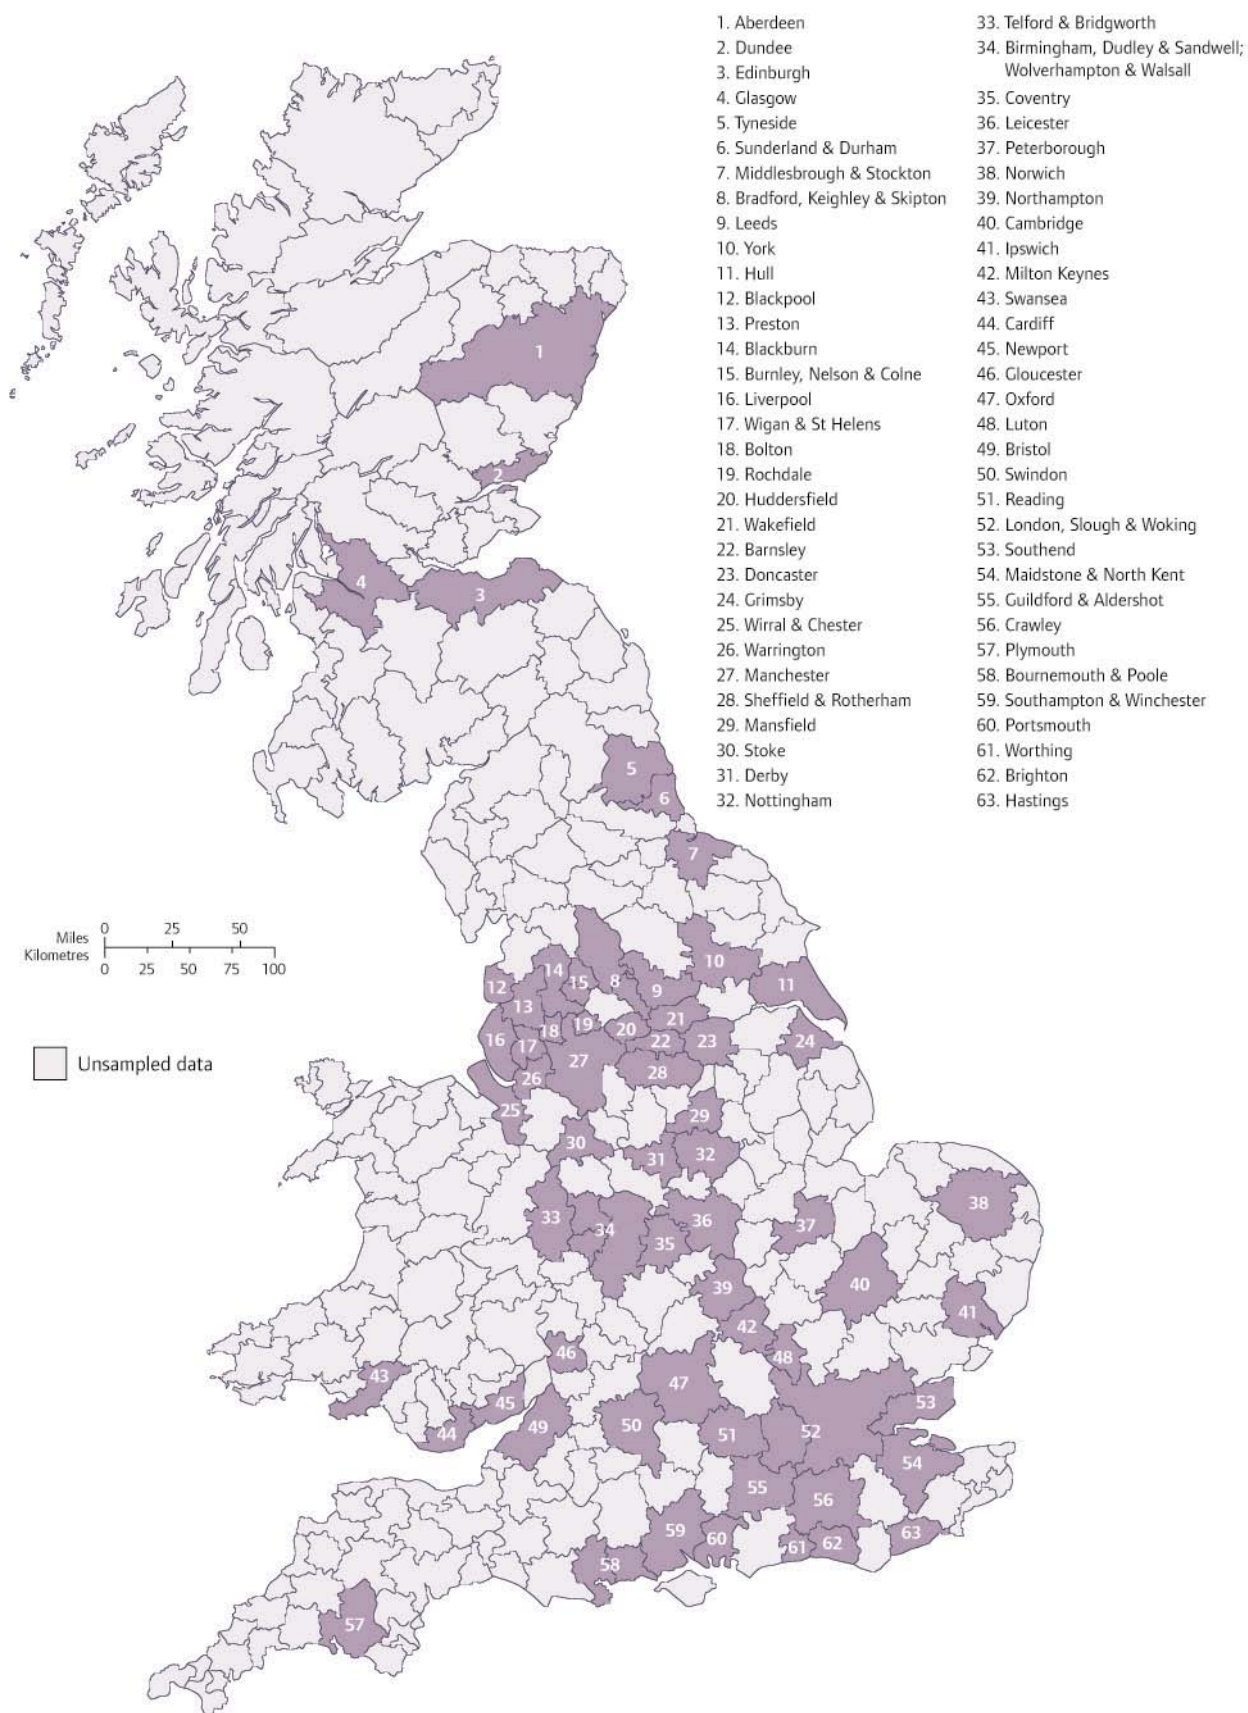 1. Aberdeen
2. Dundee
3. Edinburgh
4. Glasgow
5. Tyneside
6. Sunderland & Durham
7. Middlesbrough & Stockton
8. Bradford, Keighley & Skipton
9. Leeds
10. York
11. Hull
12. Blackpool
13. Preston
14. Blackburn
15. Burnley, Nelson & Colne
16. Liverpool
17. Wigan & St Helens
18. Bolton
19. Rochdale
20. Huddersfield
21. Wakefield
22. Barnsley
23. Doncaster
24. Grimsby
25. Wirral & Chester
26. Warrington
27. Manchester
28. Sheffield & Rotherham
29. Mansfield
30. Stoke
31. Derby
32. Nottingham
33. Telford & Bridgworth
34. Birmingham, Dudley & Sandwell;
Wolverhampton & Walsall
35. Coventry
36. Leicester
37. Peterborough
38. Norwich
39. Northampton
40. Cambridge
41. Ipswich
42. Milton Keynes
43. Swansea
44. Cardiff
45. Newport
46. Gloucester
47. Oxford
48. Luton
49. Bristol
50. Swindon
51. Reading
52. London, Slough & Woking
53. Southend
54. Maidstone & North Kent
55. Guildford & Aldershot
56. Crawley
57. Plymouth
58. Bournemouth & Poole
59. Southampton & Winchester
60. Portsmouth
61. Worthing
62. Brighton
63. Hastings
1
2
4
3
5
6
7
0 25 50
Miles
Kilometres
0 25 50 75 100
10
14
12 15 8 9 11
13
16 18 19 20 21
17 22 23 24
27 28
26
25 29
30 31 32
38
33 34 35 36 37
39 40
42 41
46 48
43 47
45 53
44 49 50 51 52
54
55 56
59 60 61 62 63
58
57
Unsampled data